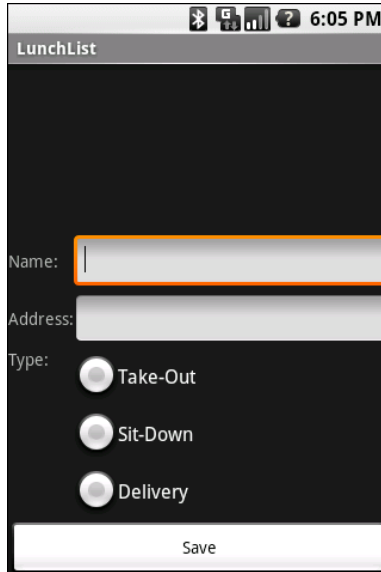 6:05 PM
LunchList
Name:
Address:
Type:
Take-Out
Sit-Down
Delivery
Save